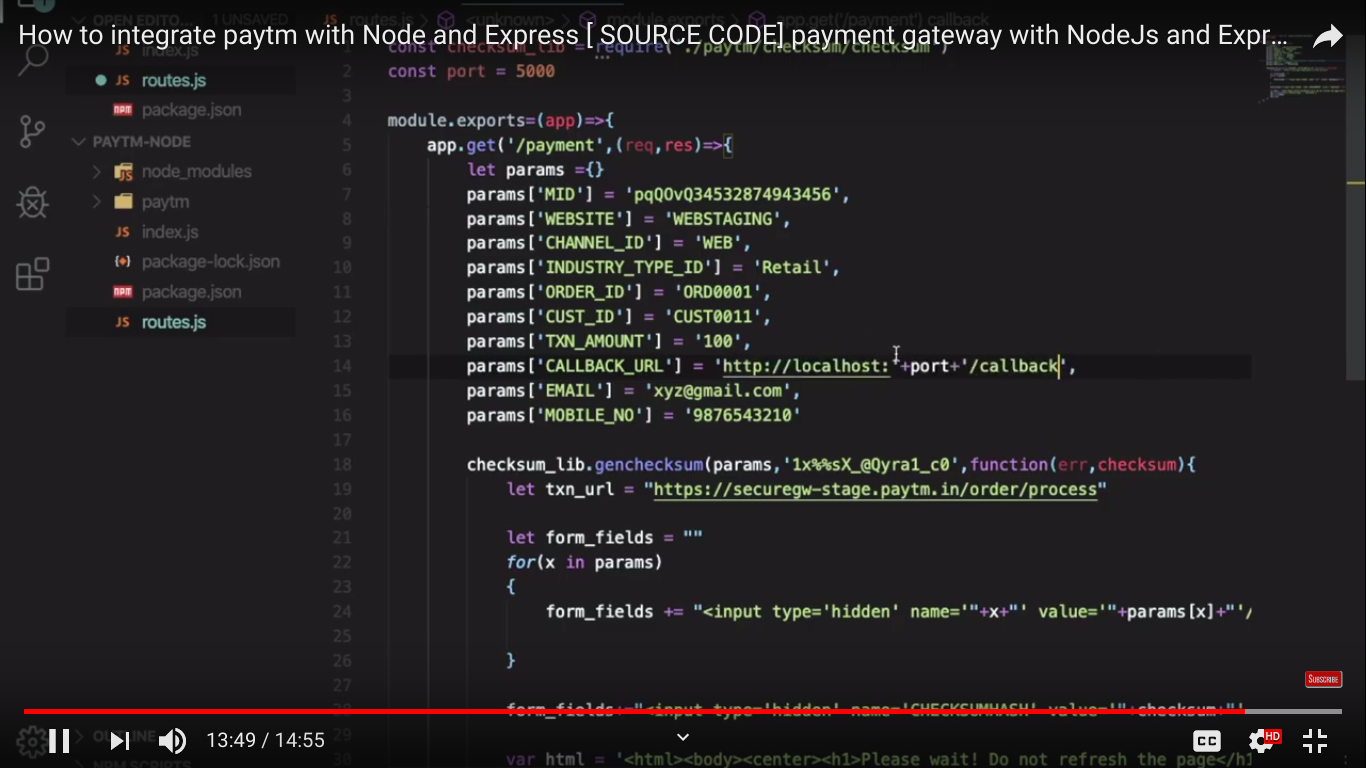 OPEN EDITO... 1 UNSAVED
JS routes.js > <unknown> > module.exports > app.get('/payment') callback
How to integrate paytm with Node and Express [ SOURCE CODE] payment gateway with NodeJs and Expr...
JS index.js
JS routes.js
package.json
PAYTM-NODE
node_modules
paytm
JS index.js
package-lock.json
package.json
JS routes.js
const checksum_lib = require('./paytm/checksum/checksum')
2 const port = 5000
3
4 module.exports=(app)=>{
5 app.get('/payment',(req,res)=>{
6 let params ={}
7 params['MID'] = 'pqQOvQ34532874943456',
8 params['WEBSITE'] = 'WEBSTAGING',
9 params['CHANNEL_ID'] = 'WEB',
10 params['INDUSTRY_TYPE_ID'] = 'Retail',
11 params['ORDER_ID'] = 'ORD0001',
12 params['CUST_ID'] = 'CUST0011',
13 params['TXN_AMOUNT'] = '100',
14 params['CALLBACK_URL'] = 'http://localhost:'+port+'/callback',
15 params['EMAIL'] = 'xyz@gmail.com',
16 params['MOBILE_NO'] = '9876543210'
17
18 checksum_lib.genchecksum(params,'1x%%sX_@Qyra1_c0',function(err,checksum){
19 let txn_url = "https://securegw-stage.paytm.in/order/process"
20
21 let form_fields = ""
22 for(x in params)
23 {
24 form_fields += "<input type='hidden' name='"+x+"' value='"+params[x]+"'/
25
26 }
27
28 form_fields+="<input type='hidden' name='CHECKSUMHASH' value='"+checksum+"'
29
30 var html = '<html><body><center><h1>Please wait! Do not refresh the page</h1
SUBSCRIBE
OUTLINE
NPM SCRIPTS
13:49 / 14:55
CC
HD